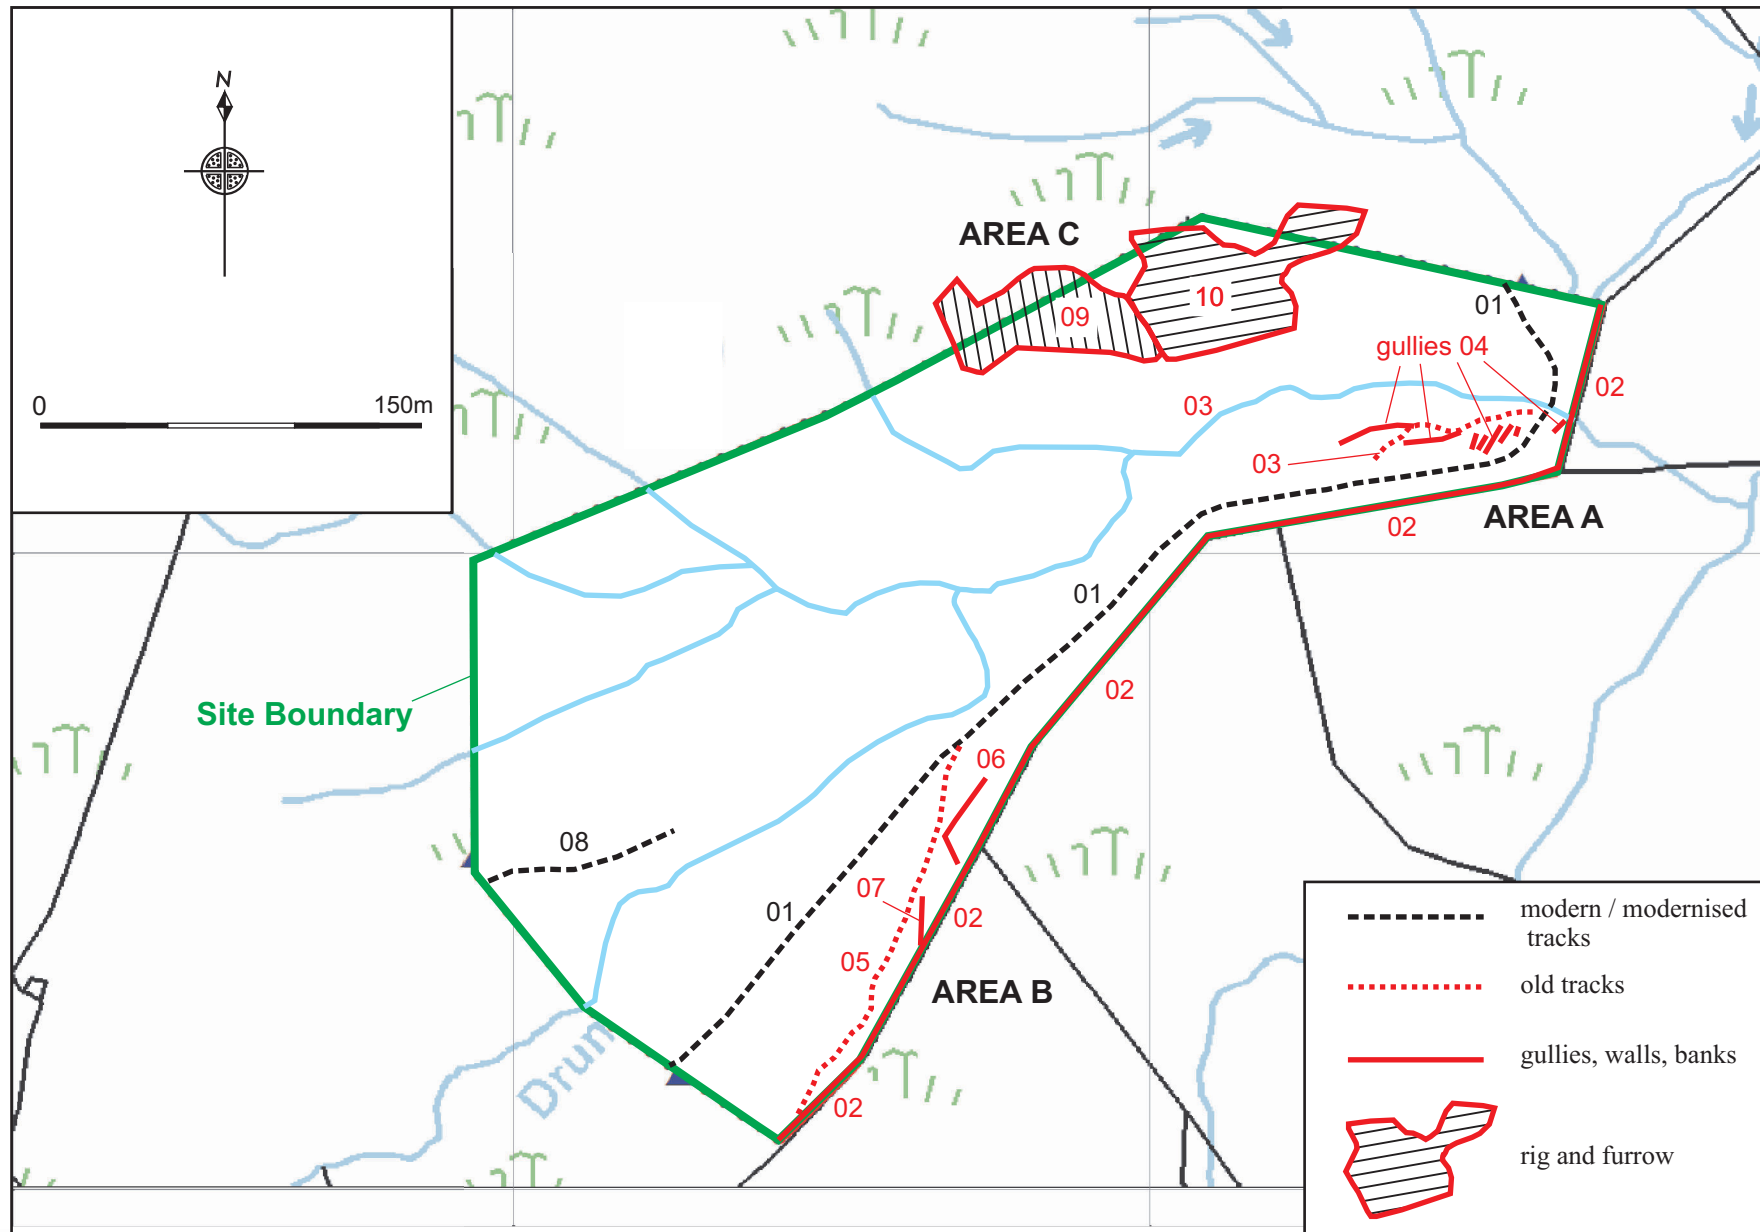 N
0 150m
AREA C
09
10
01
gullies 04
02
03
03
02
AREA A
01
02
Site Boundary
06
08
07
01
02
05
AREA B
Drun
02
modern / modernised
tracks
old tracks
gullies, walls, banks
rig and furrow